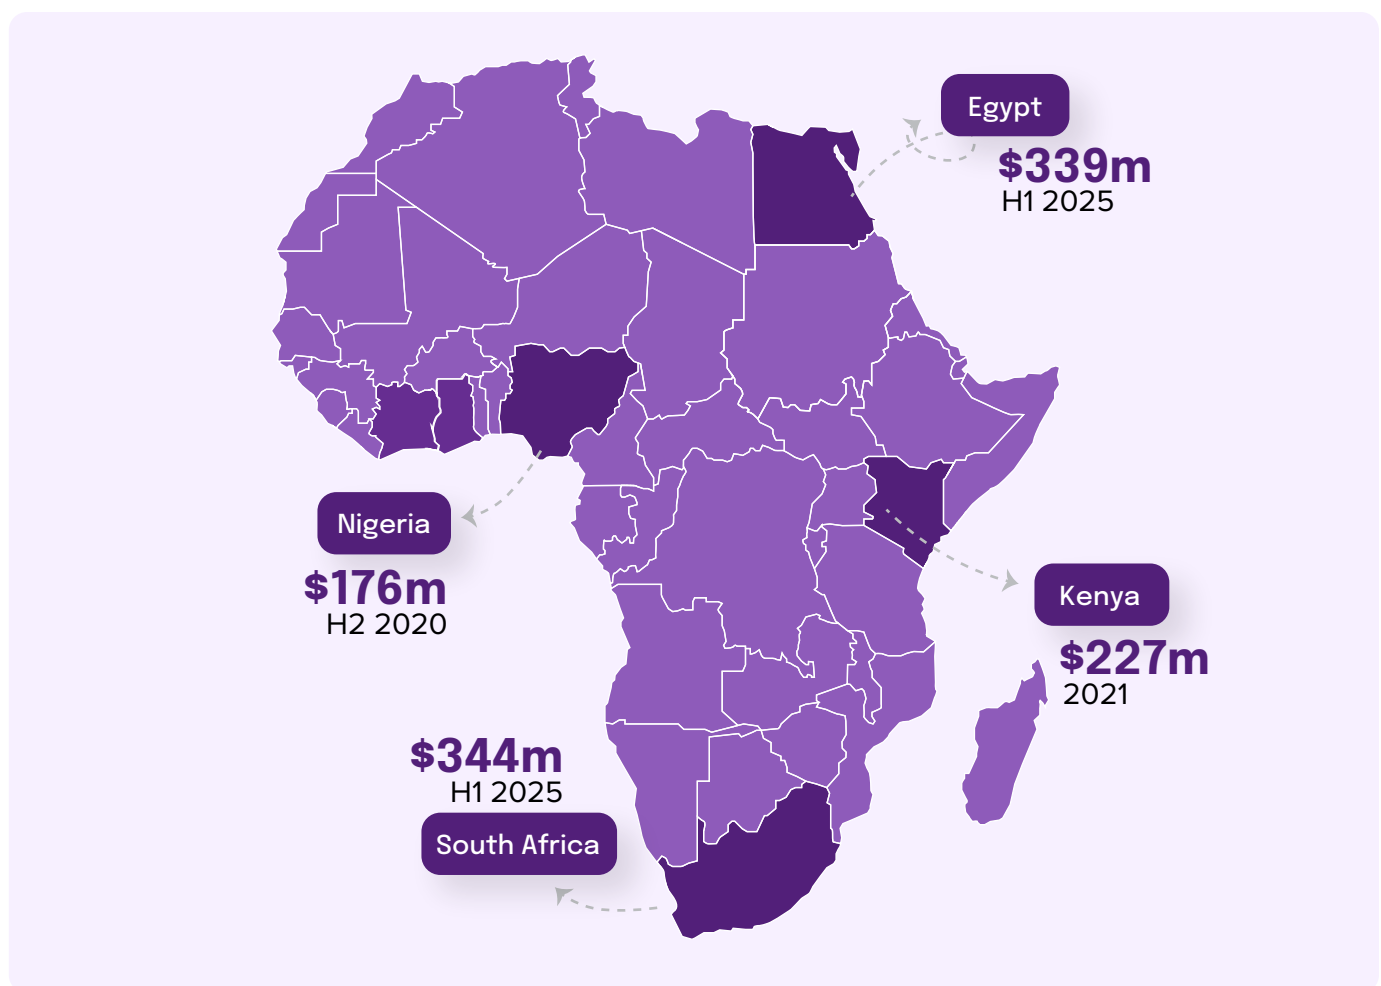 Egypt
$339m
H1 2025
Nigeria
$176m
H2 2020
Kenya
$227m
2021
$344m
H1 2025
South Africa